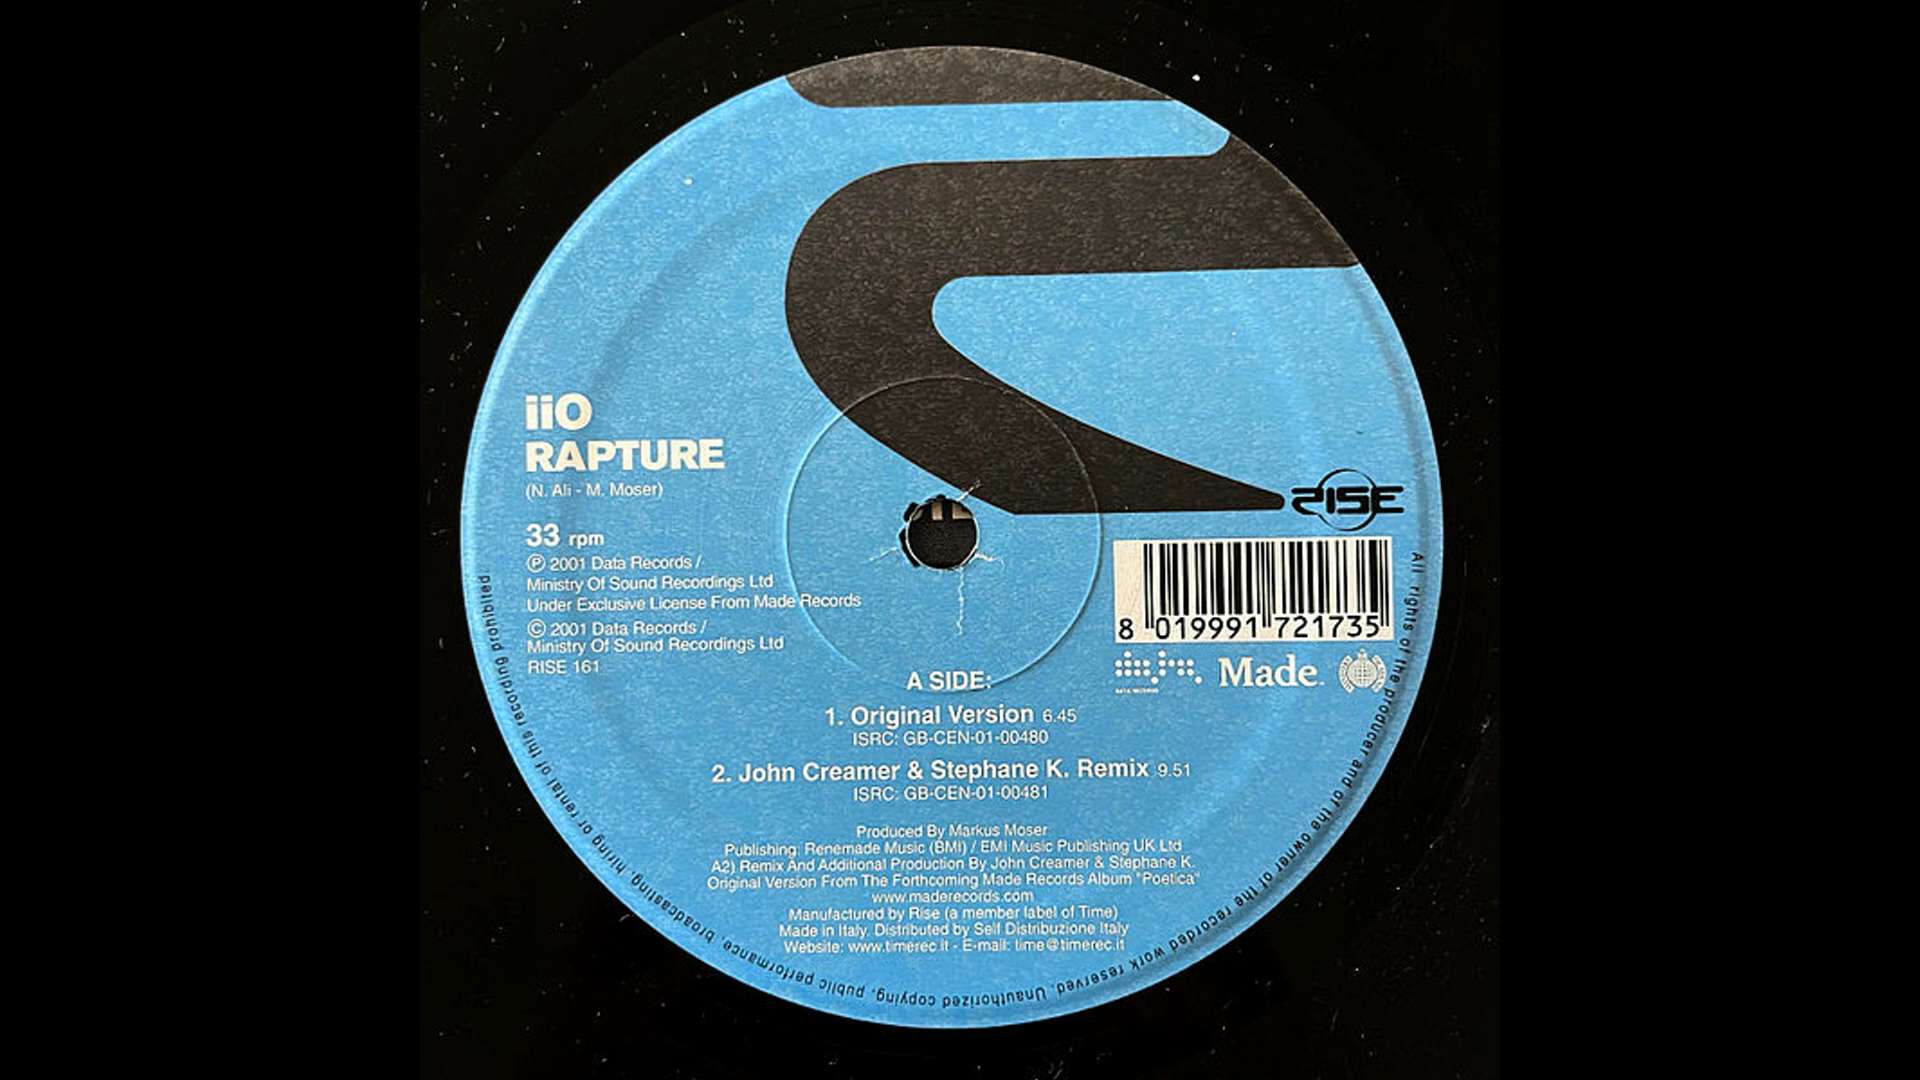 iiO
RAPTURE
(N. Ali - M. Moser)
33 rpm
Ⓟ 2001 Data Records /
Ministry Of Sound Recordings Ltd
Under Exclusive License From Made Records
© 2001 Data Records /
Ministry Of Sound Recordings Ltd
RISE 161
RISE
8 019991 721735
DATA RECORDS
Made.
A SIDE:
1. Original Version 6.45
ISRC: GB-CEN-01-00480
2. John Creamer & Stephane K. Remix 9.51
ISRC: GB-CEN-01-00481
Produced By Markus Moser
Publishing: Renemade Music (BMI) / EMI Music Publishing UK Ltd
A2) Remix And Additional Production By John Creamer & Stephane K.
Original Version From The Forthcoming Made Records Album "Poetica"
www.maderecords.com
Manufactured by Rise (a member label of Time)
Made in Italy. Distributed by Self Distribuzione Italy
Website: www.timerec.it - E-mail: time@timerec.it
All rights of the producer and of the owner of the recorded work reserved. Unauthorized copying, public performance, broadcasting, hiring or rental of this recording prohibited.